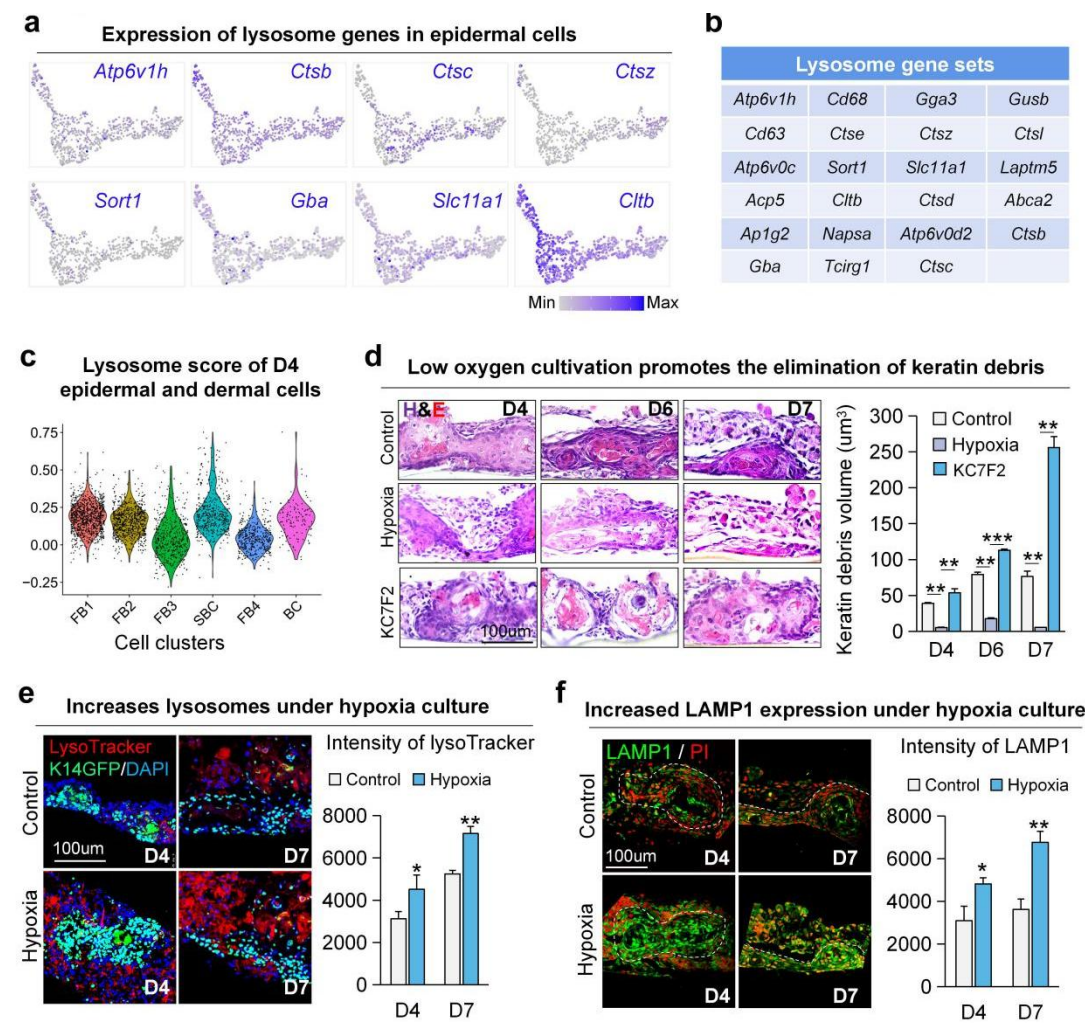 a
Expression of lysosome genes in epidermal cells
Atp6v1h
Ctsb
Ctsc
Ctsz
Sort1
Gba
Slc11a1
Cltb
Min
Max
b
Lysosome gene sets
Atp6v1h Cd68 Gga3 Gusb
Cd63 Ctse Ctsz Ctsl
Atp6v0c Sort1 Slc11a1 Laptm5
Acp5 Cltb Ctsd Abca2
Ap1g2 Napsa Atp6v0d2 Ctsb
Gba Tcirg1 Ctsc
c
Lysosome score of D4
epidermal and dermal cells
0.75
0.50
0.25
0.00
−0.25
FB1 FB2 FB3 SBC FB4 BC
Cell clusters
d
Low oxygen cultivation promotes the elimination of keratin debris
H&E
D4
D6
D7
Control
Hypoxia
KC7F2
100um
Keratin debris volume (um³)
300
250
200
150
100
50
0
Control
Hypoxia
KC7F2
** ** ** *** ** **
D4 D6 D7
e
Increases lysosomes under hypoxia culture
LysoTracker
K14GFP/DAPI
Control
100um
D4
D7
Hypoxia
D4
D7
Intensity of lysoTracker
Control Hypoxia
8000
6000
4000
2000
0
*
**
D4 D7
f
Increased LAMP1 expression under hypoxia culture
LAMP1 / PI
Control
100um
D4
D7
Hypoxia
D4
D7
Intensity of LAMP1
Control Hypoxia
8000
6000
4000
2000
0
*
**
D4 D7